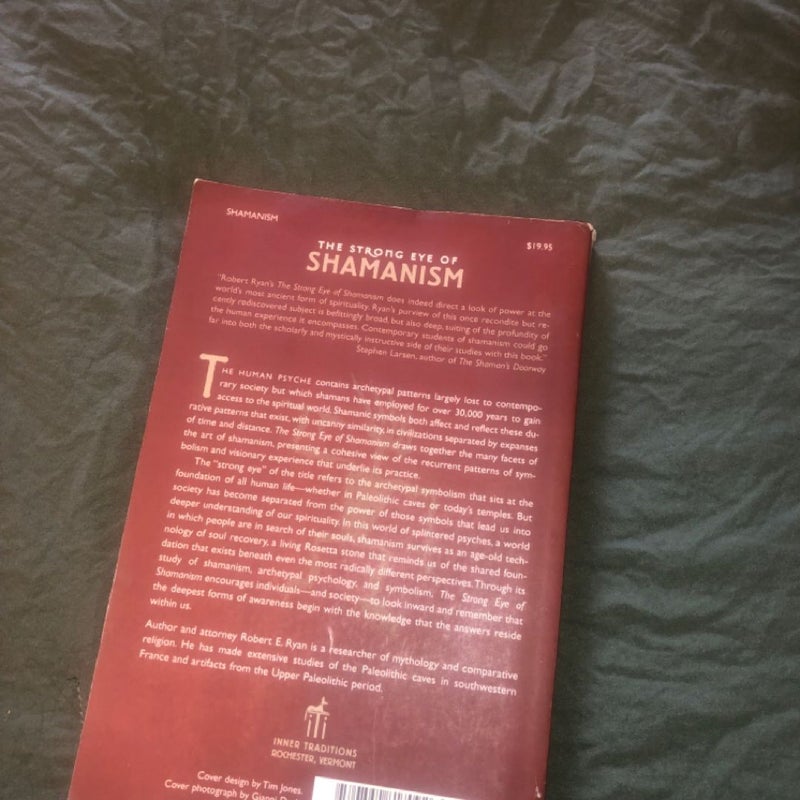 SHAMANISM
$19.95
THE STRONG EYE OF
SHAMANISM
"Robert Ryan's The Strong Eye of Shamanism does indeed direct a look of power at the
world's most ancient form of spirituality. Ryan's purview of this once recondite but re-
cently rediscovered subject is befittingly broad, but also deep, suiting of the profundity of
the human experience it encompasses. Contemporary students of shamanism could go
far into both the scholarly and mystically instructive side of their studies with this book."
Stephen Larsen, author of The Shaman's Doorway
THE HUMAN PSYCHE contains archetypal patterns largely lost to contempo-
rary society but which shamans have employed for over 30,000 years to gain
access to the spiritual world. Shamanic symbols both affect and reflect these du-
rative patterns that exist, with uncanny similarity, in civilizations separated by expanses
of time and distance. The Strong Eye of Shamanism draws together the many facets of
the art of shamanism, presenting a cohesive view of the recurrent patterns of sym-
bolism and visionary experience that underlie its practice.
The "strong eye" of the title refers to the archetypal symbolism that sits at the
foundation of all human life—whether in Paleolithic caves or today's temples. But
society has become separated from the power of those symbols that lead us into
deeper understanding of our spirituality. In this world of splintered psyches, a world
in which people are in search of their souls, shamanism survives as an age-old tech-
nology of soul recovery, a living Rosetta stone that reminds us of the shared foun-
dation that exists beneath even the most radically different perspectives. Through its
study of shamanism, archetypal psychology, and symbolism, The Strong Eye of
Shamanism encourages individuals—and society—to look inward and remember that
the deepest forms of awareness begin with the knowledge that the answers reside
within us.
Author and attorney Robert E. Ryan is a researcher of mythology and comparative
religion. He has made extensive studies of the Paleolithic caves in southwestern
France and artifacts from the Upper Paleolithic period.
INNER TRADITIONS
ROCHESTER, VERMONT
Cover design by Tim Jones.
Cover photograph by Gianni